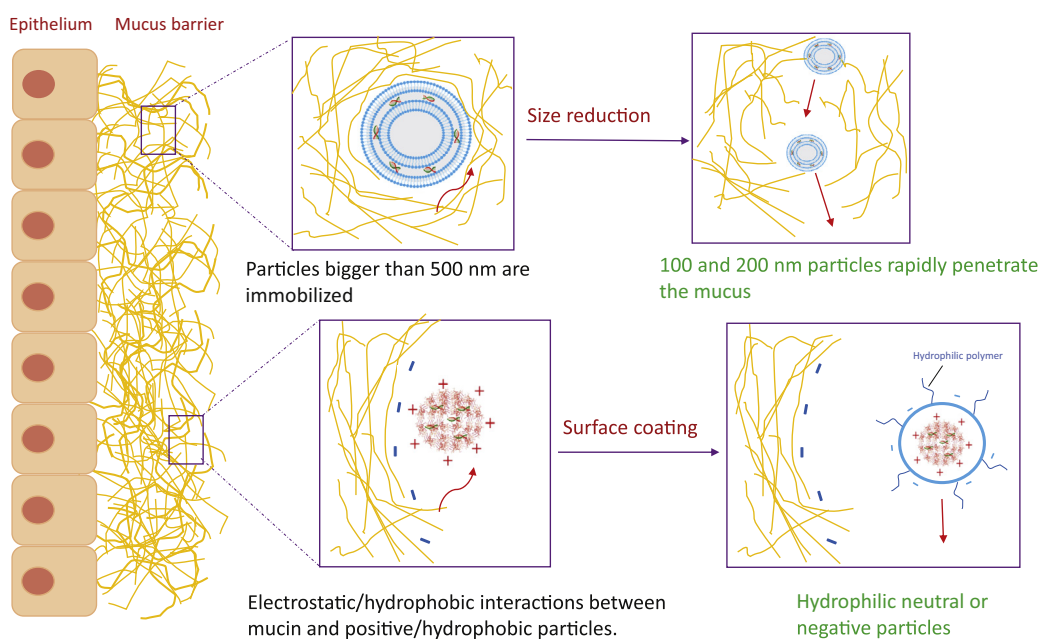 Epithelium
Mucus barrier
Size reduction
Particles bigger than 500 nm are
immobilized
100 and 200 nm particles rapidly penetrate
the mucus
Hydrophilic polymer
Surface coating
Electrostatic/hydrophobic interactions between
mucin and positive/hydrophobic particles.
Hydrophilic neutral or
negative particles